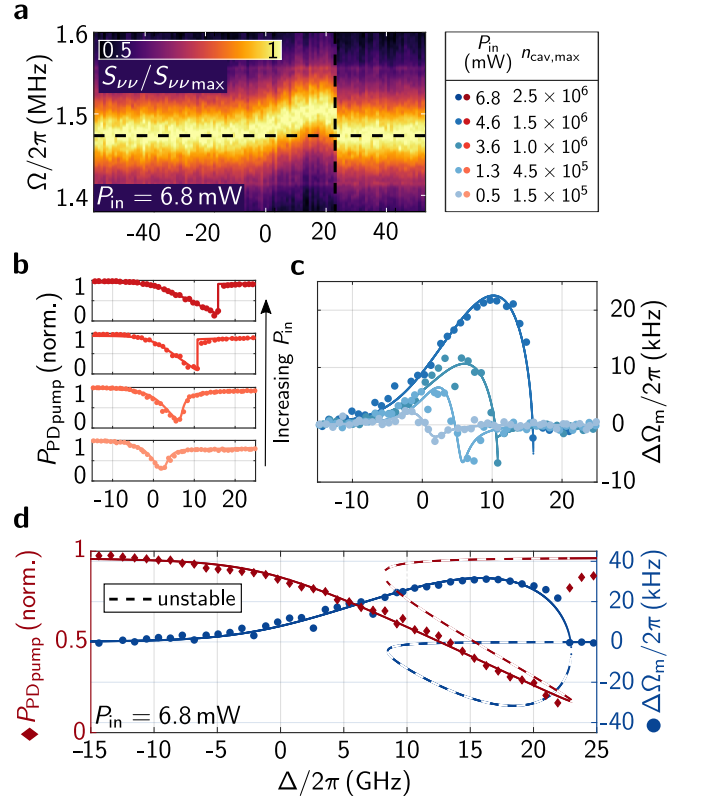 a
1.6
1.5
1.4
Ω/2π (MHz)
0.5 1
S_νν/S_νν max
P_in = 6.8 mW
-40 -20 0 20 40
P_in (mW) n_cav,max
6.8 2.5 × 10^6
4.6 1.5 × 10^6
3.6 1.0 × 10^6
1.3 4.5 × 10^5
0.5 1.5 × 10^5
b
P_PDpump (norm.)
1
0
1
0
1
0
1
0
-10 0 10 20
Increasing P_in
c
20
10
0
-10
ΔΩ_m/2π (kHz)
-10 0 10 20
d
P_PDpump (norm.)
1
0.5
0
unstable
P_in = 6.8 mW
40
20
0
-20
-40
ΔΩ_m/2π (kHz)
-15 -10 -5 0 5 10 15 20 25
Δ/2π (GHz)